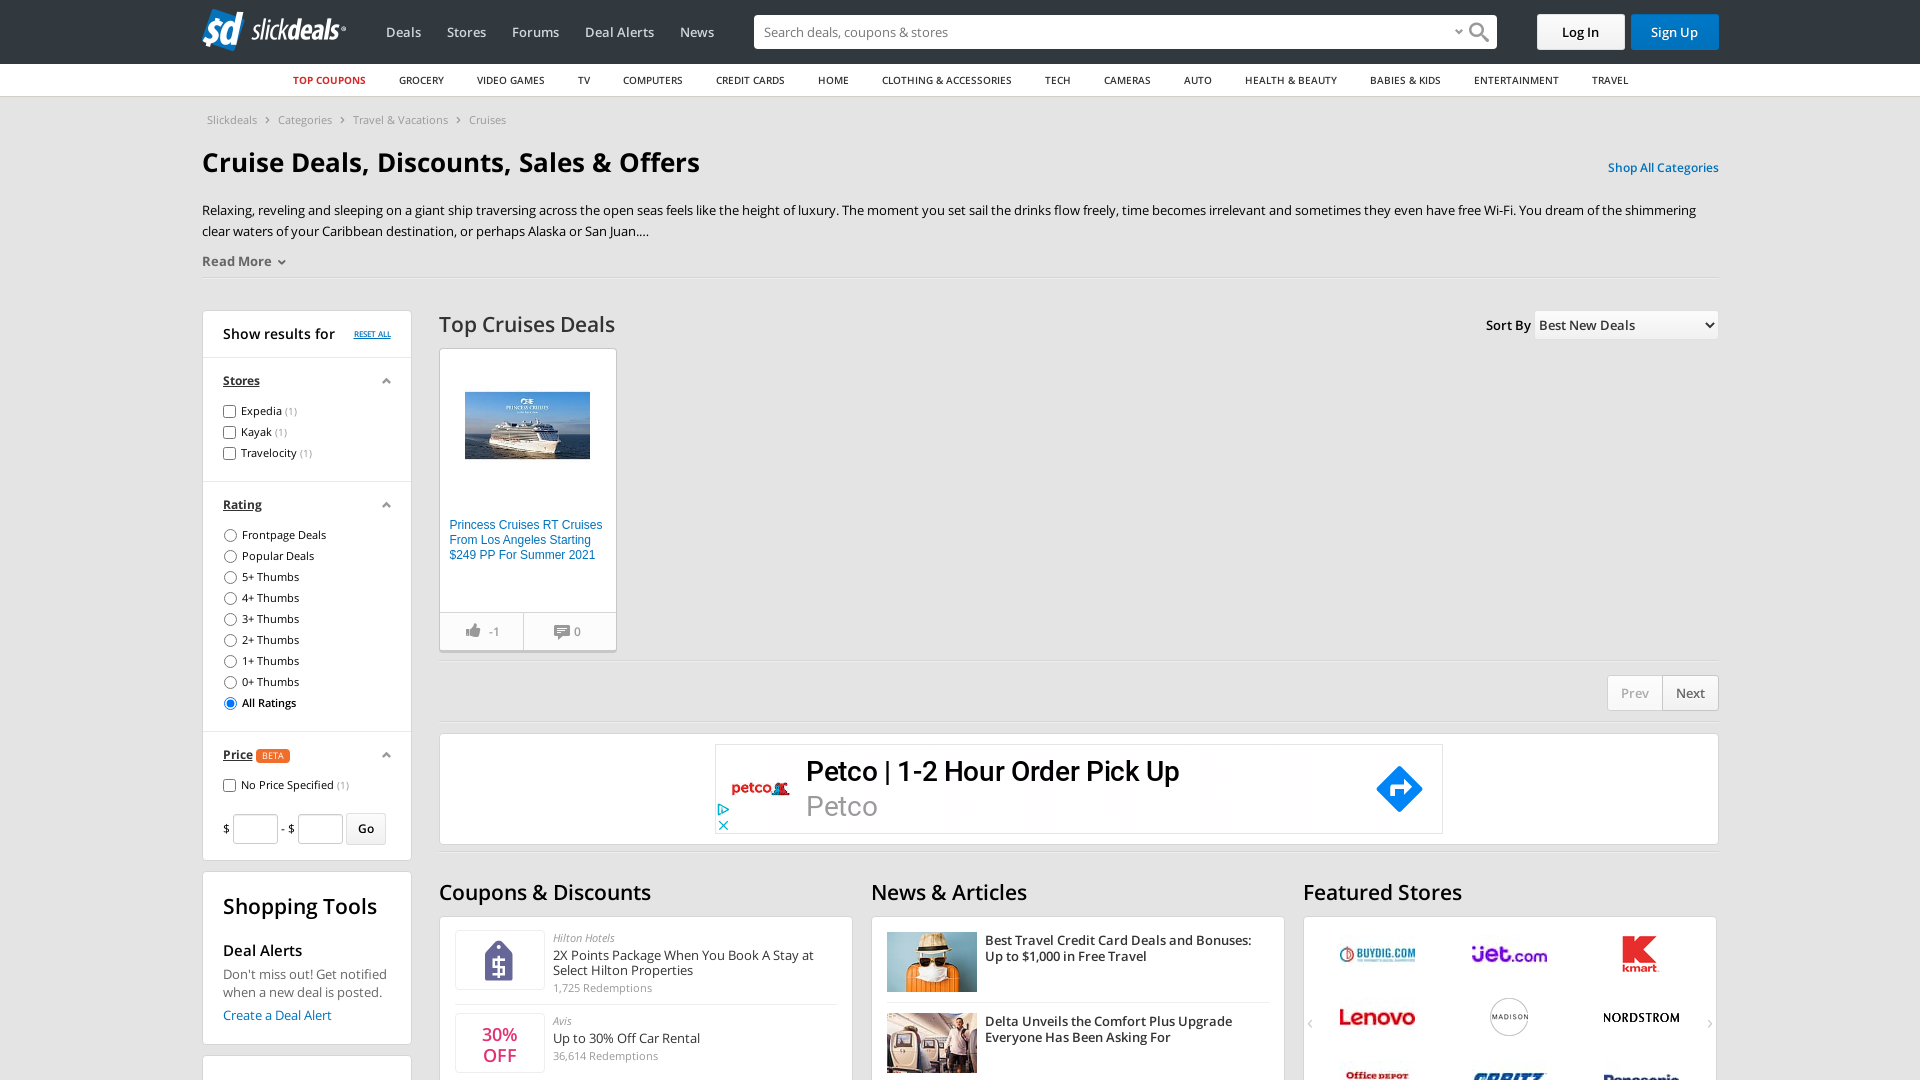 slickdeals
Deals
Stores
Forums
Deal Alerts
News
Search deals, coupons & stores
Log In
Sign Up
TOP COUPONS
GROCERY
VIDEO GAMES
TV
COMPUTERS
CREDIT CARDS
HOME
CLOTHING & ACCESSORIES
TECH
CAMERAS
AUTO
HEALTH & BEAUTY
BABIES & KIDS
ENTERTAINMENT
TRAVEL
Slickdeals > Categories > Travel & Vacations > Cruises
Cruise Deals, Discounts, Sales & Offers
Shop All Categories
Relaxing, reveling and sleeping on a giant ship traversing across the open seas feels like the height of luxury. The moment you set sail the drinks flow freely, time becomes irrelevant and sometimes they even have free Wi-Fi. You dream of the shimmering
clear waters of your Caribbean destination, or perhaps Alaska or San Juan....
Read More
Show results for
RESET ALL
Stores
Expedia (1)
Kayak (1)
Travelocity (1)
Rating
Frontpage Deals
Popular Deals
5+ Thumbs
4+ Thumbs
3+ Thumbs
2+ Thumbs
1+ Thumbs
0+ Thumbs
All Ratings
Price BETA
No Price Specified (1)
$ - $ Go
Shopping Tools
Deal Alerts
Don't miss out! Get notified
when a new deal is posted.
Create a Deal Alert
Top Cruises Deals
Sort By Best New Deals
PRINCESS CRUISES
Princess Cruises RT Cruises
From Los Angeles Starting
$249 PP For Summer 2021
-1
0
Prev
Next
petco
Petco | 1-2 Hour Order Pick Up
Petco
Coupons & Discounts
Hilton Hotels
2X Points Package When You Book A Stay at
Select Hilton Properties
1,725 Redemptions
30%
OFF
Avis
Up to 30% Off Car Rental
36,614 Redemptions
News & Articles
Best Travel Credit Card Deals and Bonuses:
Up to $1,000 in Free Travel
Delta Unveils the Comfort Plus Upgrade
Everyone Has Been Asking For
Featured Stores
BUYDIG.COM
Jet.com
kmart
Lenovo
MADISON
NORDSTROM
Office DEPOT
ORBITZ
Panasonic